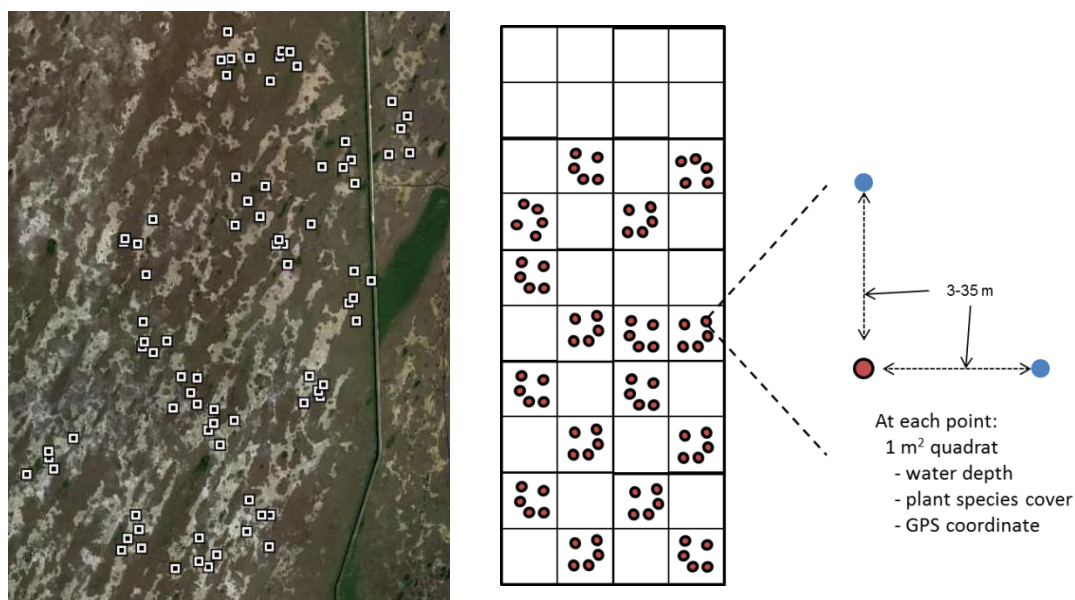 3-35 m
At each point:
1 m² quadrat
- water depth
- plant species cover
- GPS coordinate